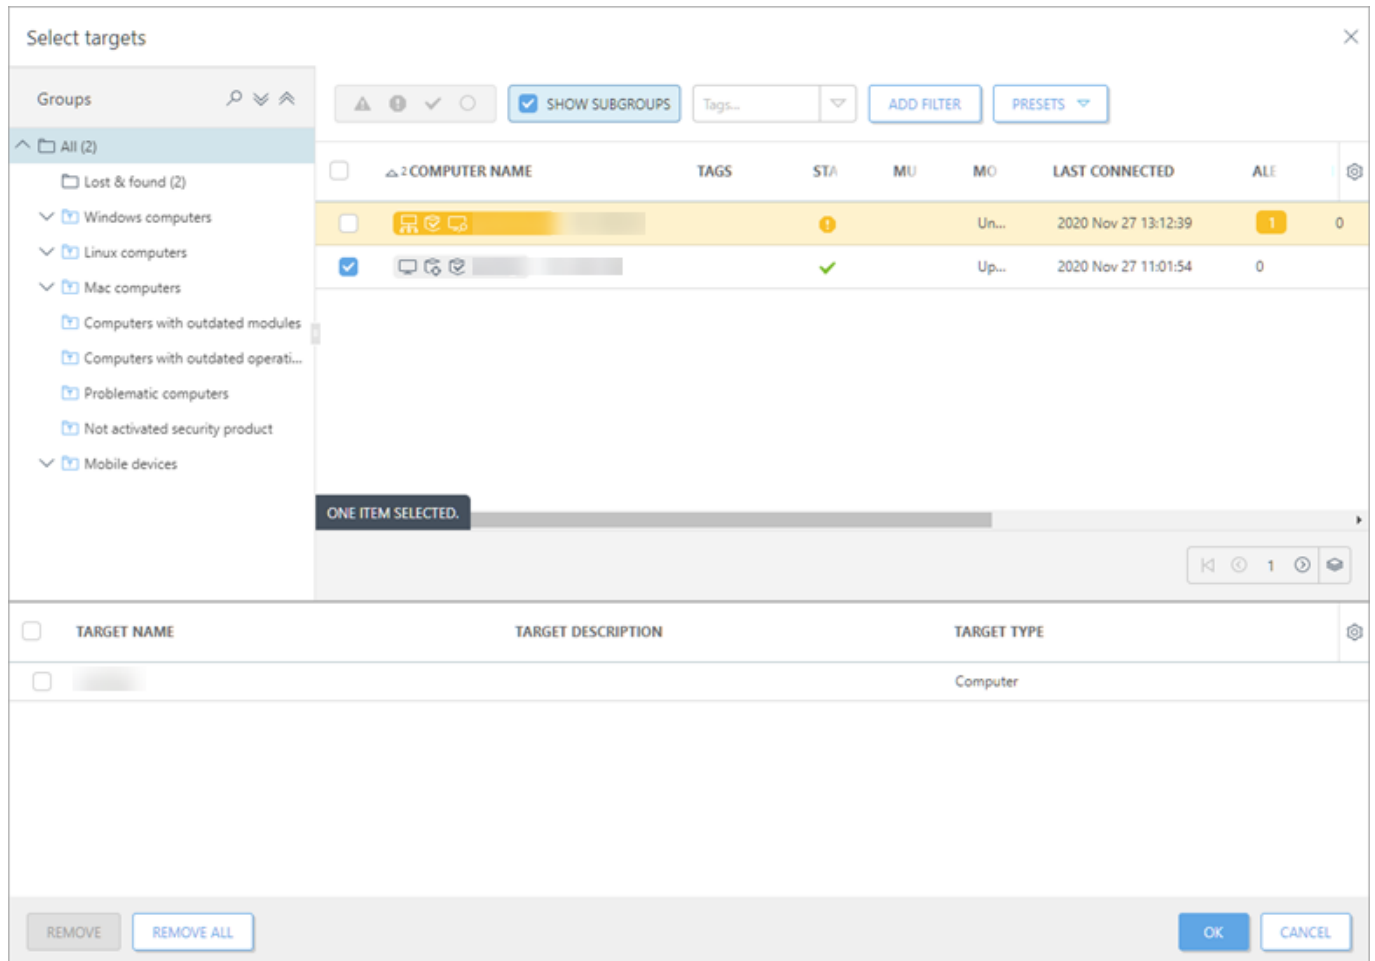 Select targets
Groups
SHOW SUBGROUPS
Tags...
ADD FILTER
PRESETS
All (2)
Lost & found (2)
Windows computers
Linux computers
Mac computers
Computers with outdated modules
Computers with outdated operati...
Problematic computers
Not activated security product
Mobile devices
2 COMPUTER NAME TAGS STA MU MO LAST CONNECTED ALE
Un... 2020 Nov 27 13:12:39 1 0
Up... 2020 Nov 27 11:01:54 0
ONE ITEM SELECTED.
1
TARGET NAME TARGET DESCRIPTION TARGET TYPE
Computer
REMOVE
REMOVE ALL
OK
CANCEL